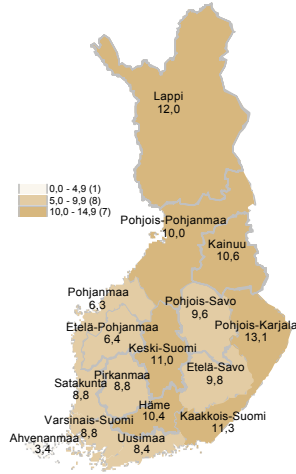 Lappi
12,0
0,0 - 4,9 (1)
5,0 - 9,9 (8)
10,0 - 14,9 (7)
Pohjois-Pohjanmaa
10,0
Kainuu
10,6
Pohjanmaa
6,3
Pohjois-Savo
9,6
Etelä-Pohjanmaa
6,4
Pohjois-Karjala
13,1
Keski-Suomi
11,0
Etelä-Savo
9,8
Pirkanmaa
8,8
Satakunta
8,8
Häme
10,4
Kaakkois-Suomi
11,3
Varsinais-Suomi
8,8
Ahvenanmaa
3,4
Uusimaa
8,4